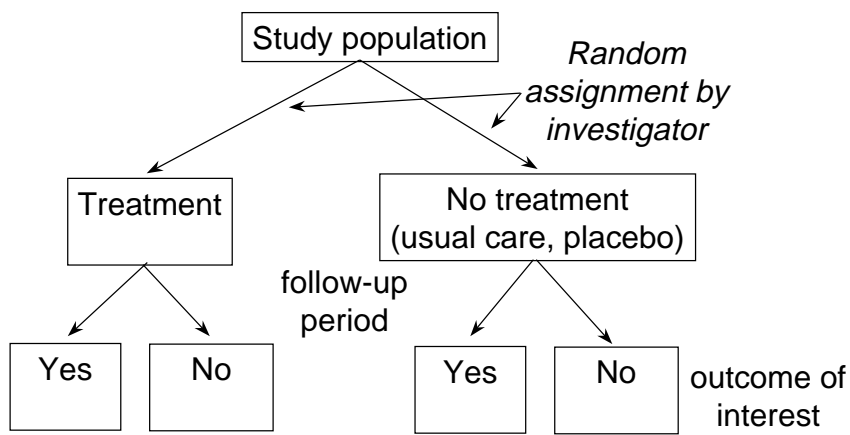 Study population
Random
assignment by
investigator
Treatment
No treatment
(usual care, placebo)
follow-up
period
Yes
No
Yes
No
outcome of
interest